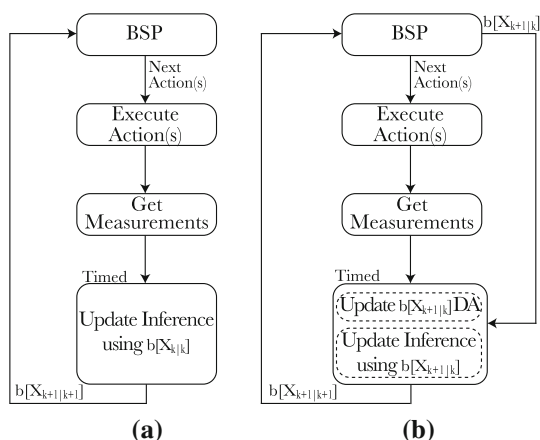 BSP
Next
Action(s)
Execute
Action(s)
Get
Measurements
Timed
Update Inference
using b[X_{k|k}]
b[X_{k+1|k+1}]
(a)
BSP
b[X_{k+1|k}]
Next
Action(s)
Execute
Action(s)
Get
Measurements
Timed
Update b[X_{k+1|k}] DA
Update Inference
using b[X_{k+1|k}]
b[X_{k+1|k+1}]
(b)